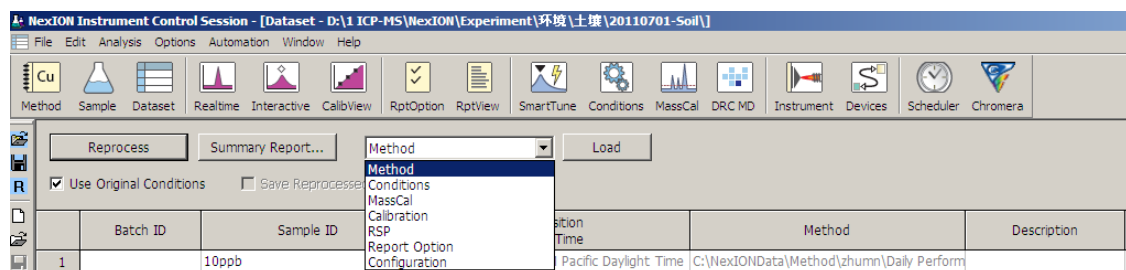 NexION Instrument Control Session - [Dataset - D:\1 ICP-MS\NexION\Experiment\环境\土壤\20110701-Soil\]
File Edit Analysis Options Automation Window Help
Cu
Method Sample Dataset Realtime Interactive CalibView RptOption RptView SmartTune Conditions MassCal DRC MD Instrument Devices Scheduler Chromera
Reprocess Summary Report... Method Load
Method
R Use Original Conditions Save Reprocesse Conditions
MassCal
Calibration
Batch ID Sample ID RSP Time Method Description
Report Option
1 10ppb Configuration Pacific Daylight Time C:\NexIONData\Method\zhumn\Daily Perform